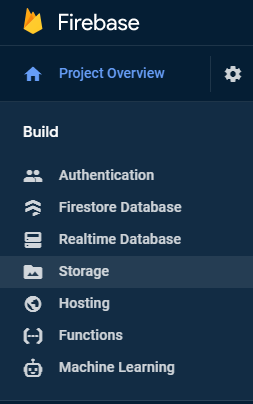 Firebase
Project Overview
Build
Authentication
Firestore Database
Realtime Database
Storage
Hosting
Functions
Machine Learning